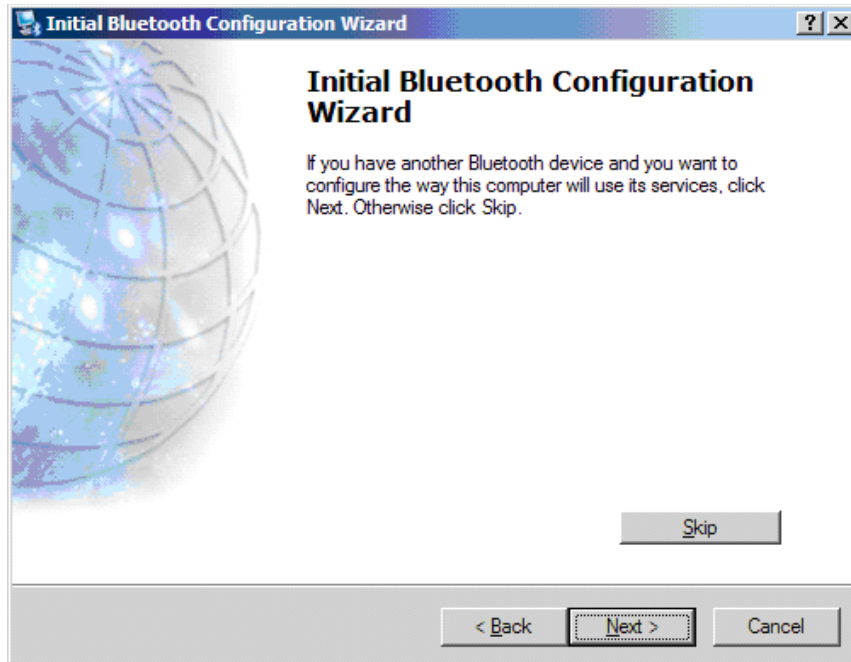 Initial Bluetooth Configuration Wizard
Initial Bluetooth Configuration
Wizard
If you have another Bluetooth device and you want to
configure the way this computer will use its services, click
Next. Otherwise click Skip.
Skip
< Back Next > Cancel